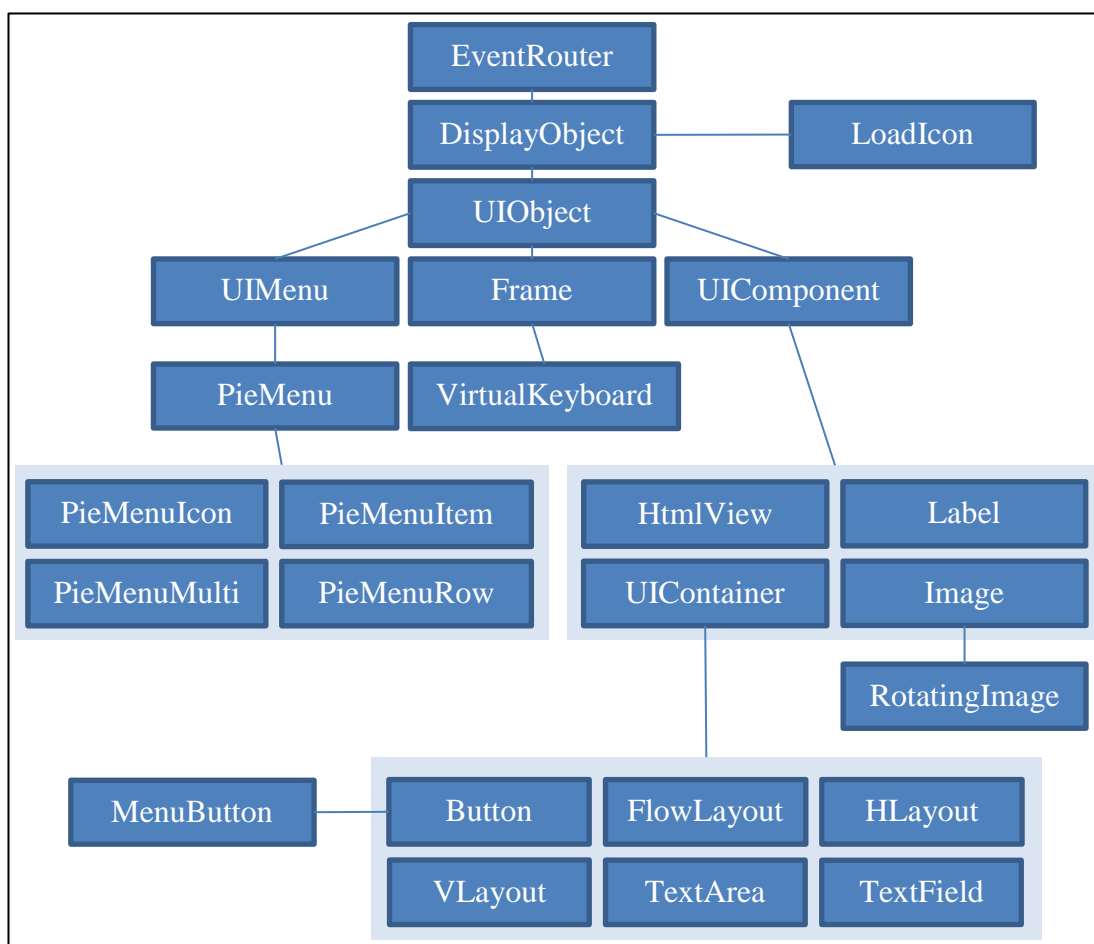 EventRouter
DisplayObject
LoadIcon
UIObject
UIMenu
Frame
UIComponent
PieMenu
VirtualKeyboard
PieMenuIcon
PieMenuItem
HtmlView
Label
PieMenuMulti
PieMenuRow
UIContainer
Image
RotatingImage
MenuButton
Button
FlowLayout
HLayout
VLayout
TextArea
TextField